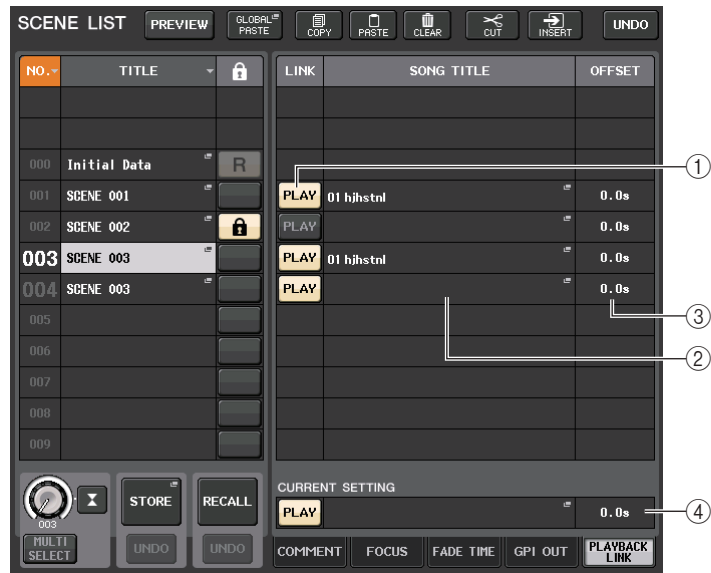 SCENE LIST PREVIEW GLOBAL PASTE COPY PASTE CLEAR CUT INSERT UNDO
NO. TITLE LINK SONG TITLE OFFSET
000 Initial Data R
001 SCENE 001 PLAY 01 hjhstnl 0.0s
002 SCENE 002 PLAY 0.0s
003 SCENE 003 PLAY 01 hjhstnl 0.0s
004 SCENE 003 PLAY 0.0s
005
006
007
008
009
①
③
②
CURRENT SETTING
PLAY 0.0s
④
003
MULTI SELECT
STORE
RECALL
UNDO
UNDO
COMMENT FOCUS FADE TIME GPI OUT PLAYBACK LINK